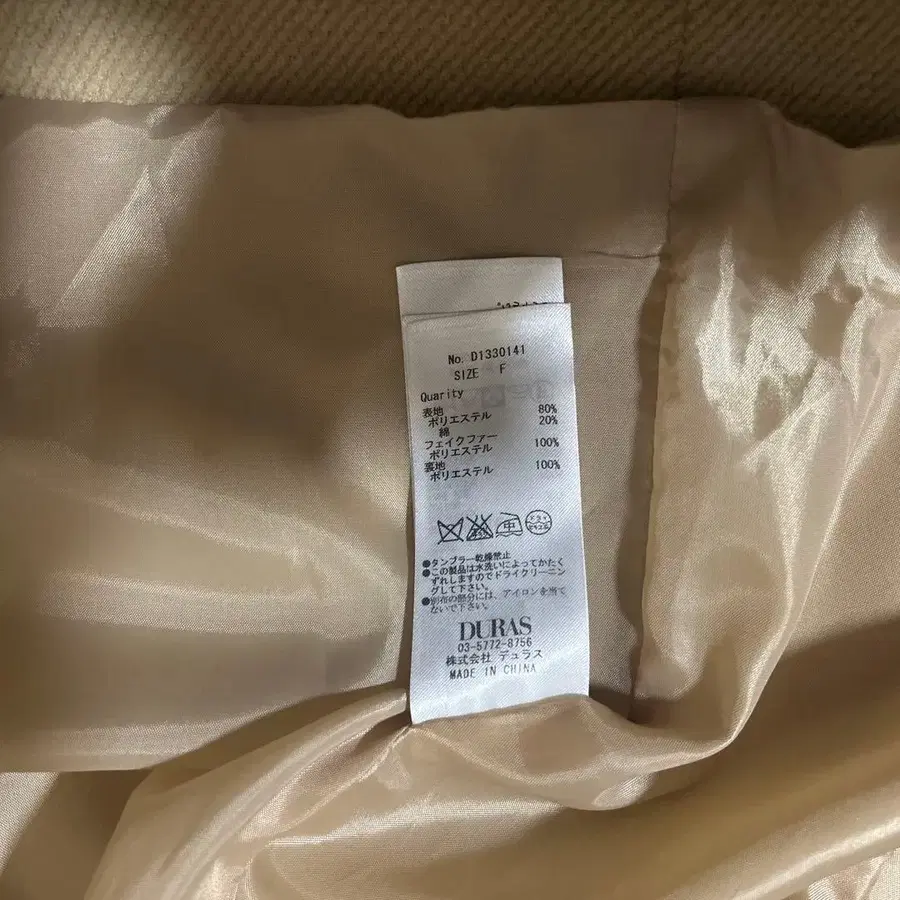 No. D1330141
SIZE F
Quarity
表地
ポリエステル 80%
綿 20%
フェイクファー
ポリエステル 100%
裏地
ポリエステル 100%
中
ドライ
●タンブラー乾燥禁止
●この製品は水洗いによってかたく
ずれしますのでドライクリーニン
グして下さい。
●別布の部分には、アイロンを当て
ないで下さい。
DURAS
03-5772-8756
株式会社 デュラス
MADE IN CHINA